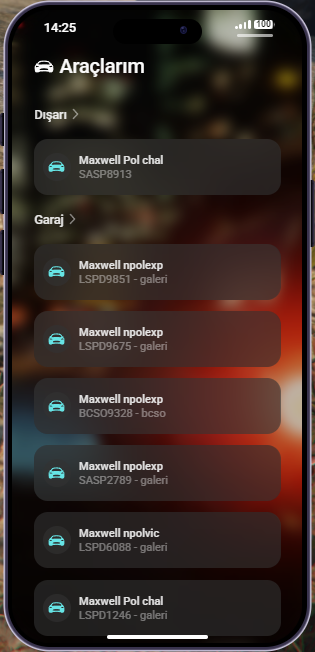 14:25
100
Araçlarım
Dışarı
Maxwell Pol chal
SASP8913
Garaj
Maxwell npolexp
LSPD9851 - galeri
Maxwell npolexp
LSPD9675 - galeri
Maxwell npolexp
BCSO9328 - bcso
Maxwell npolexp
SASP2789 - galeri
Maxwell npolvic
LSPD6088 - galeri
Maxwell Pol chal
LSPD1246 - galeri